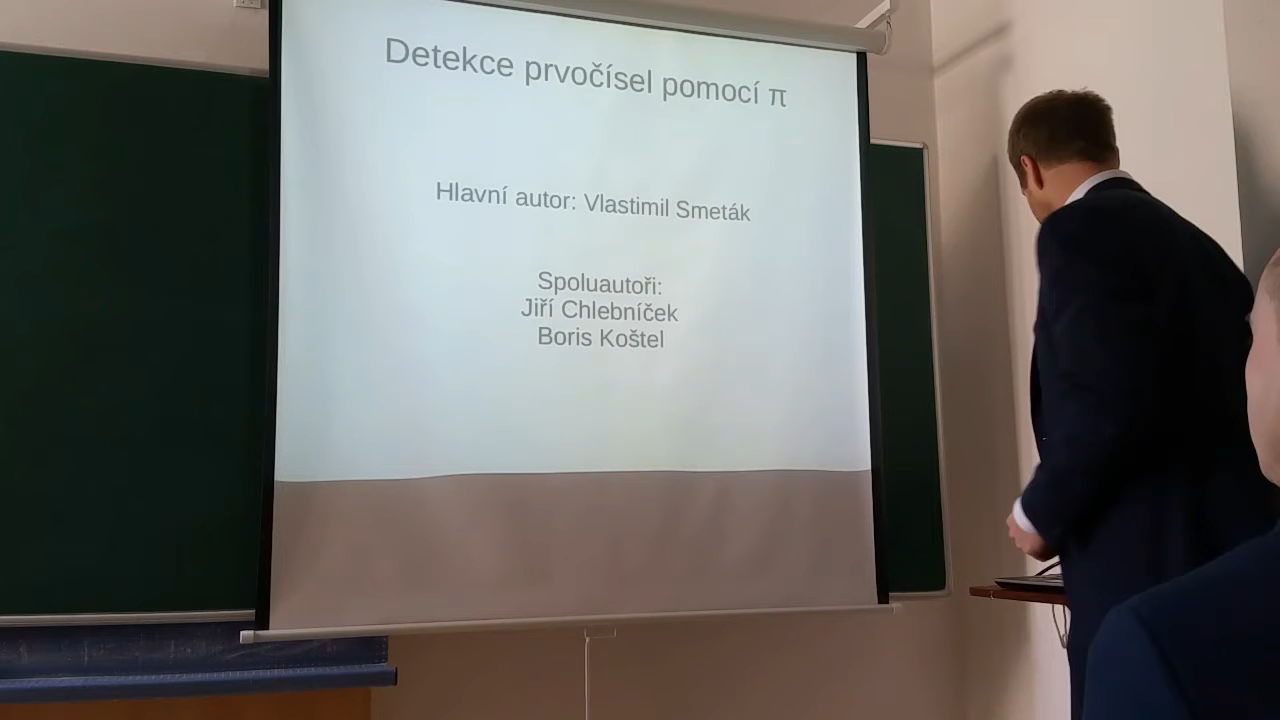 Detekce prvočísel pomocí π
Hlavní autor: Vlastimil Smeták
Spoluautoři:
Jiří Chlebníček
Boris Koštel